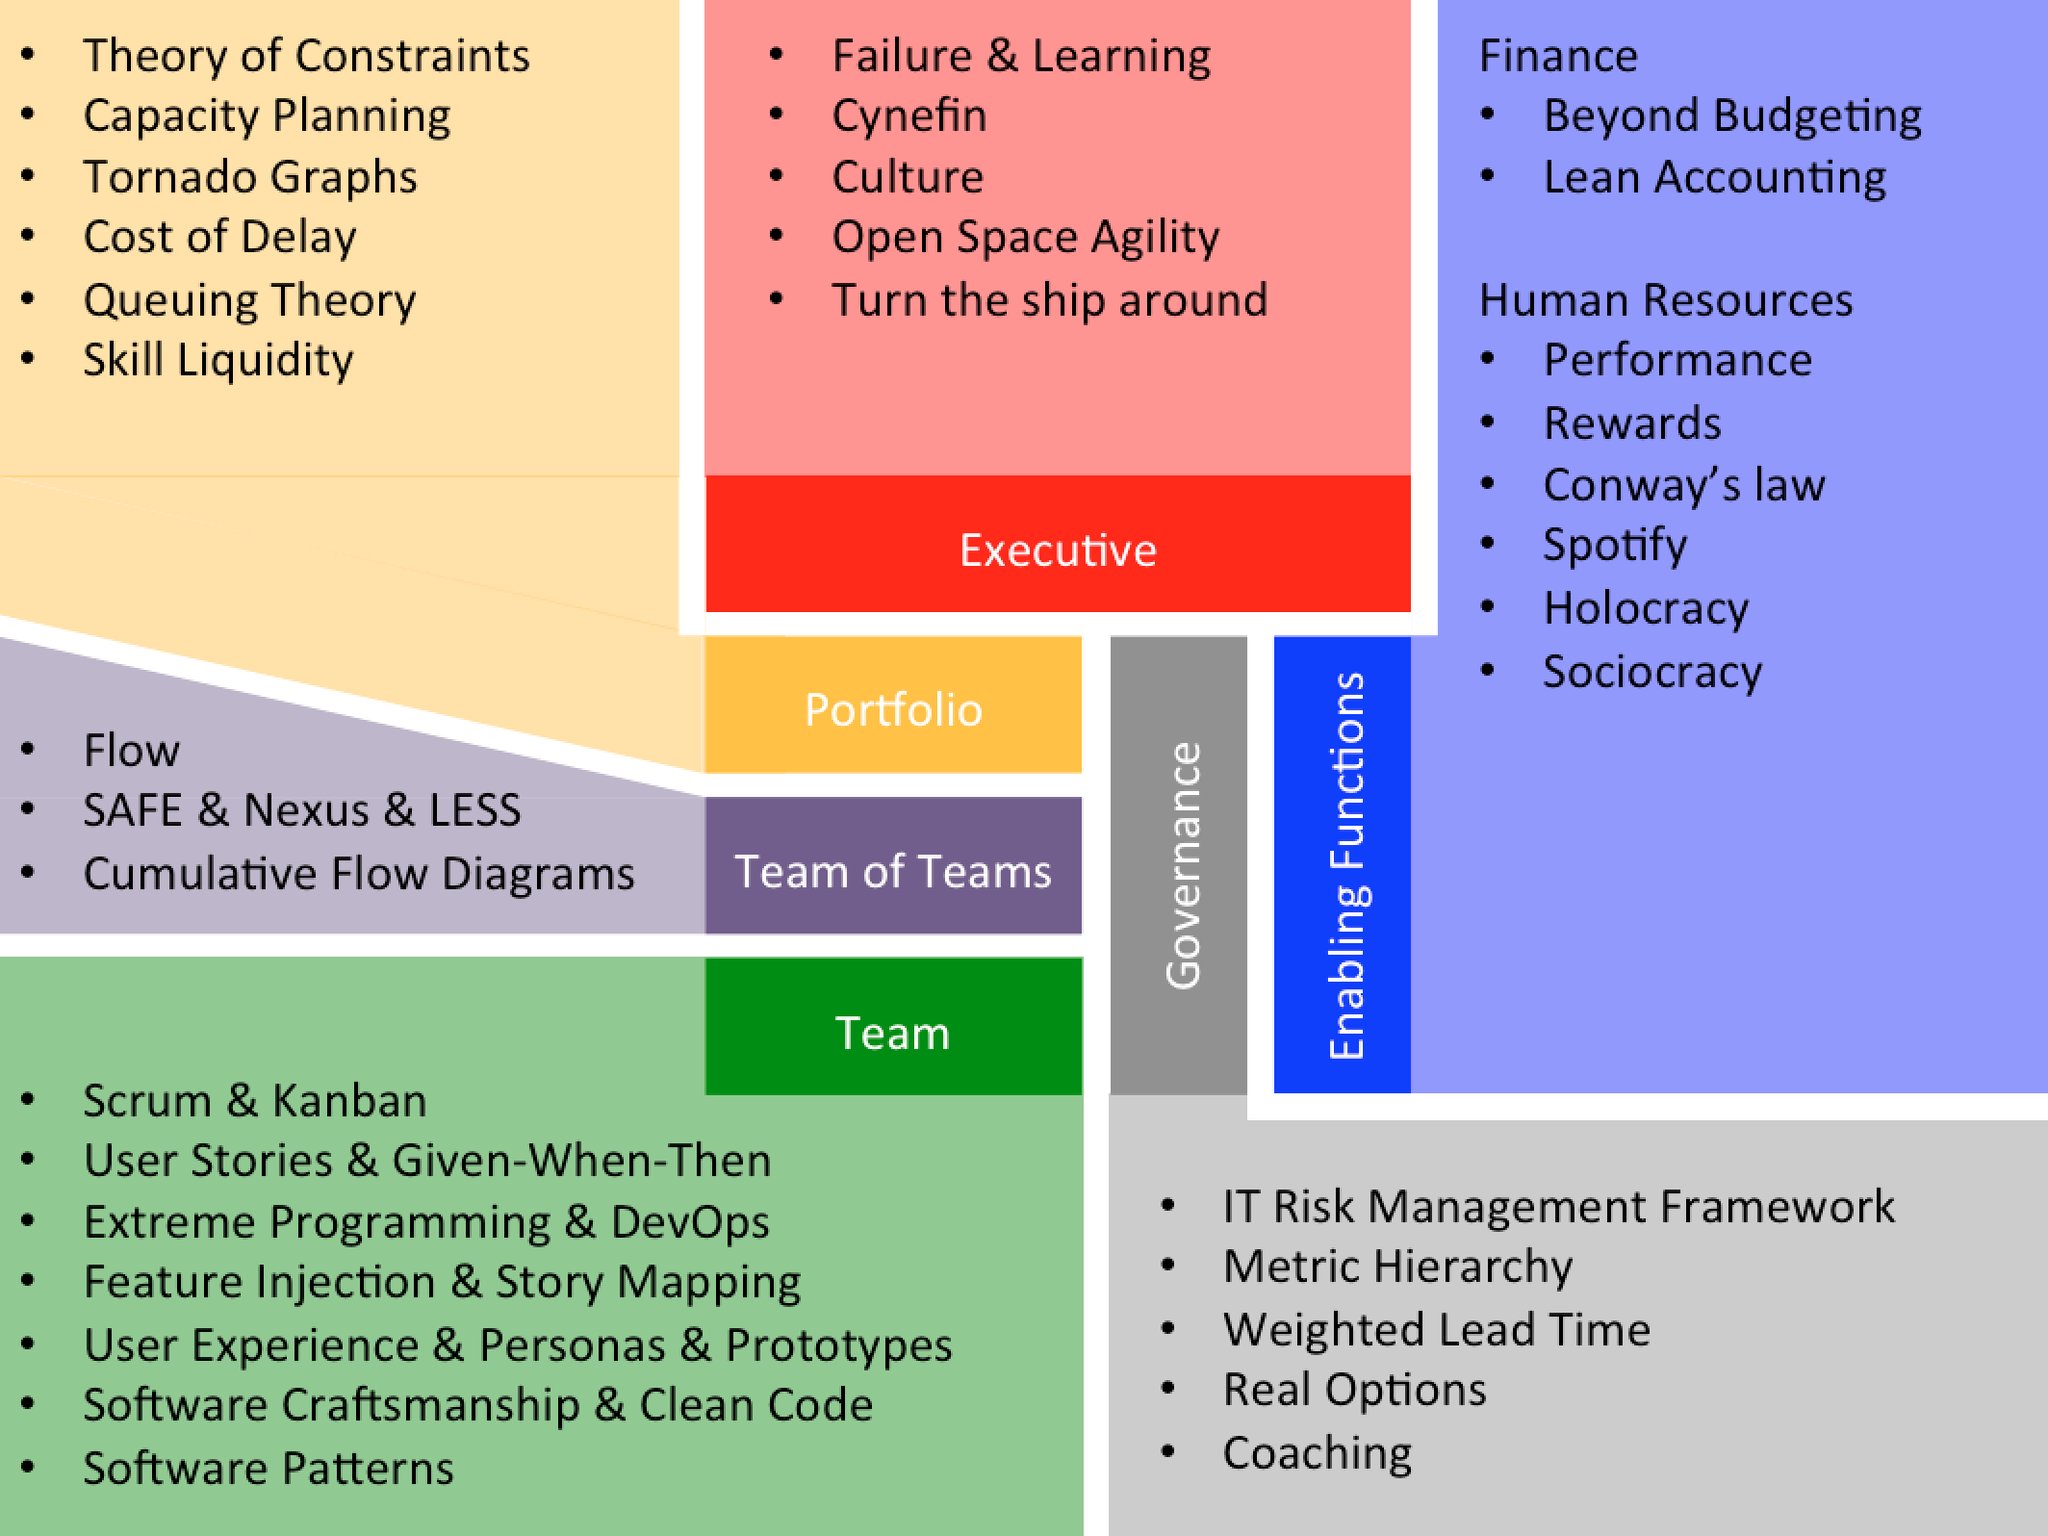 • Theory of Constraints
• Capacity Planning
• Tornado Graphs
• Cost of Delay
• Queuing Theory
• Skill Liquidity
• Failure & Learning
• Cynefin
• Culture
• Open Space Agility
• Turn the ship around
Executive
Finance
• Beyond Budgeting
• Lean Accounting
Human Resources
• Performance
• Rewards
• Conway’s law
• Spotify
• Holocracy
• Sociocracy
Portfolio
• Flow
• SAFE & Nexus & LESS
• Cumulative Flow Diagrams
Team of Teams
Governance
Enabling Functions
Team
• Scrum & Kanban
• User Stories & Given-When-Then
• Extreme Programming & DevOps
• Feature Injection & Story Mapping
• User Experience & Personas & Prototypes
• Software Craftsmanship & Clean Code
• Software Patterns
• IT Risk Management Framework
• Metric Hierarchy
• Weighted Lead Time
• Real Options
• Coaching